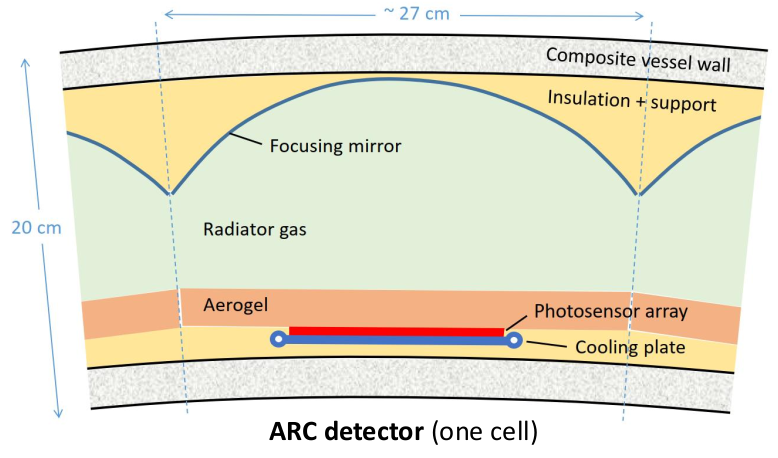 ~ 27 cm
Composite vessel wall
Insulation + support
Focusing mirror
20 cm
Radiator gas
Aerogel
Photosensor array
Cooling plate
ARC detector (one cell)